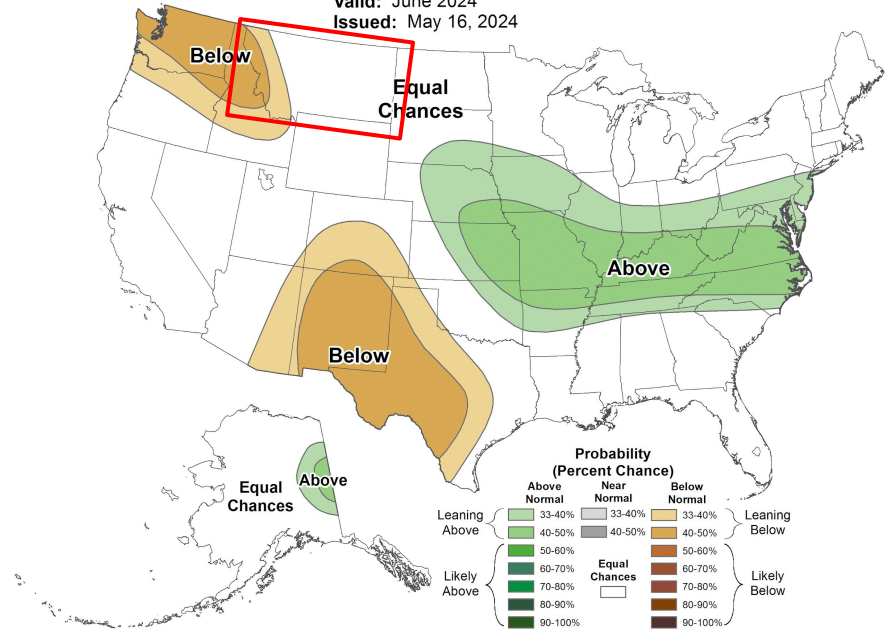 Valid: June 2024
Issued: May 16, 2024
Below
Equal
Chances
Above
Below
Equal
Chances
Above
Probability
(Percent Chance)
Above
Normal
Near
Normal
Below
Normal
Leaning
Above
33-40%
33-40%
33-40%
Leaning
Below
40-50%
40-50%
40-50%
Likely
Above
50-60%
50-60%
Likely
Below
60-70%
Equal
Chances
60-70%
70-80%
70-80%
80-90%
80-90%
90-100%
90-100%